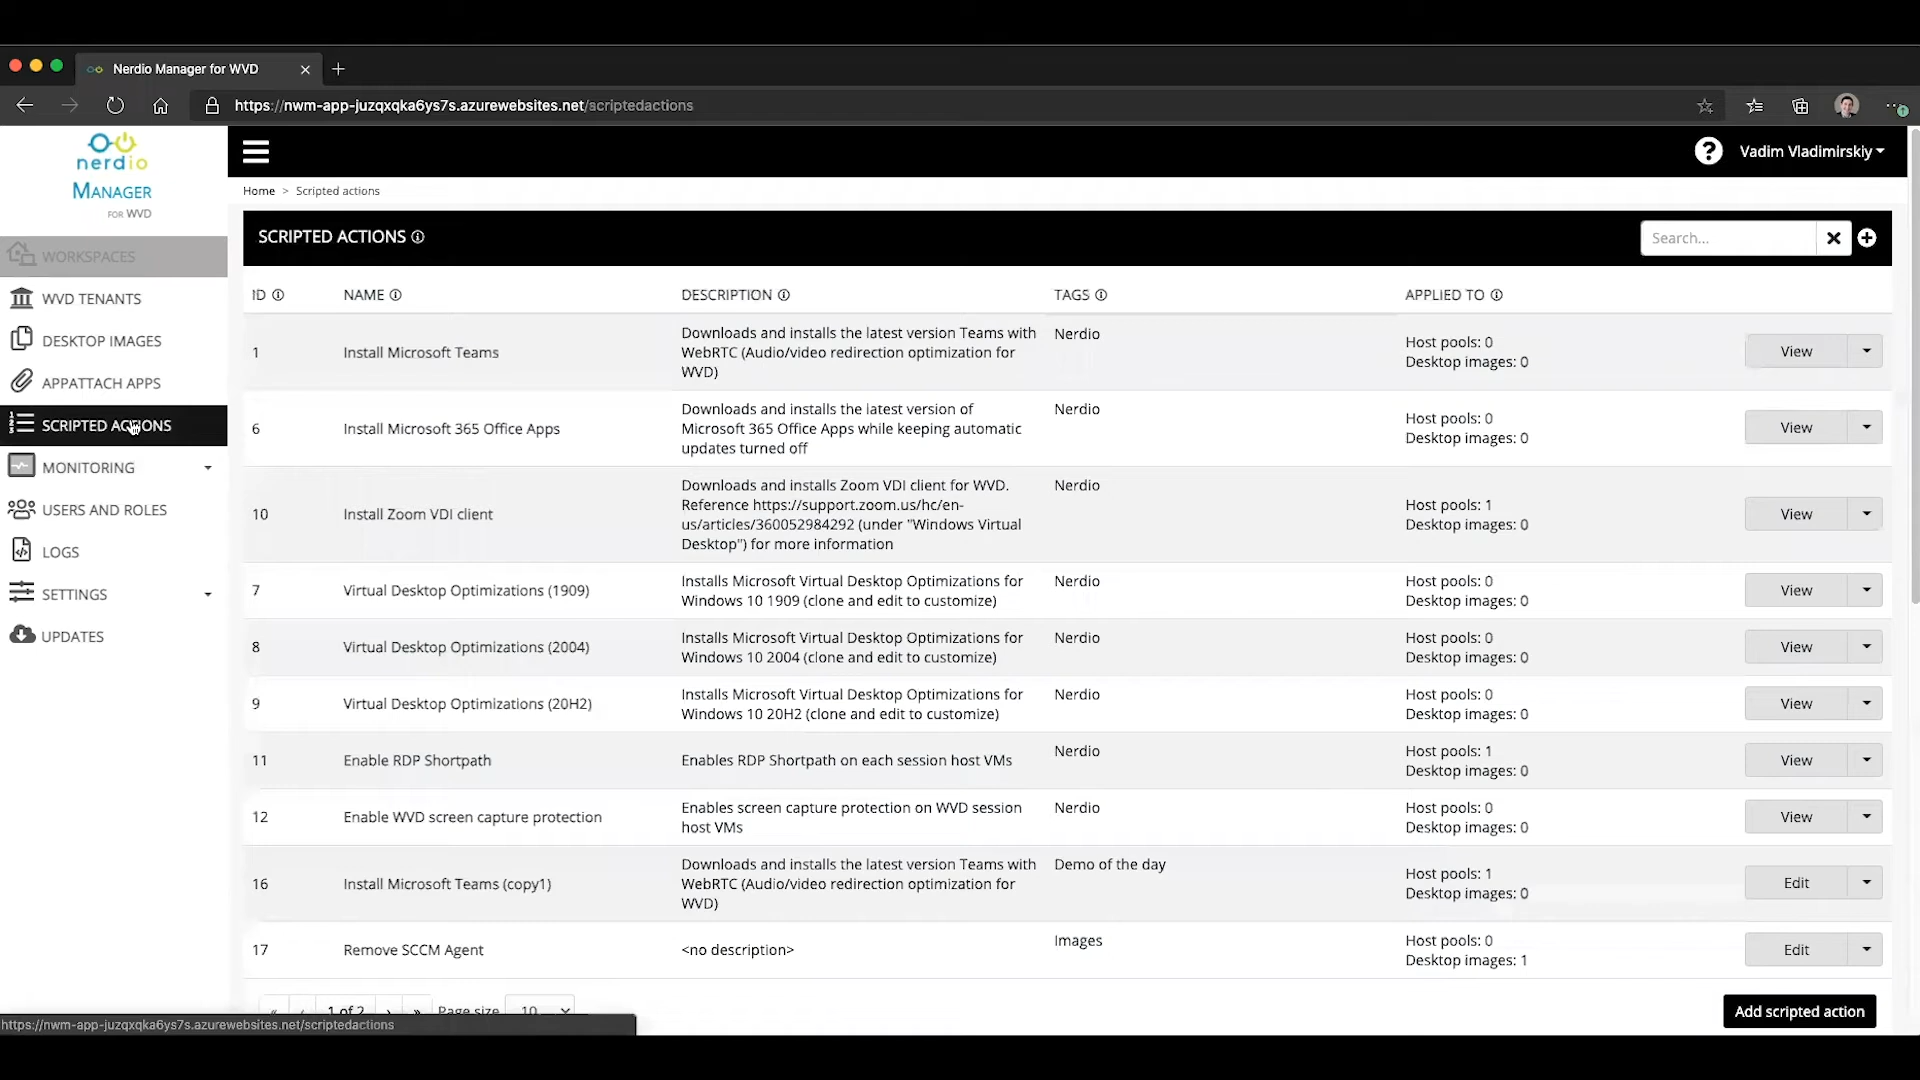 Nerdio Manager for WVD
https://nwm-app-juzqxqka6ys7s.azurewebsites.net/scriptedactions
nerdio
MANAGER
FOR WVD
Vadim Vladimirskiy
Home > Scripted actions
WORKSPACES
WVD TENANTS
DESKTOP IMAGES
APPATTACH APPS
SCRIPTED ACTIONS
MONITORING
USERS AND ROLES
LOGS
SETTINGS
UPDATES
SCRIPTED ACTIONS
Search...
ID NAME DESCRIPTION TAGS APPLIED TO
1 Install Microsoft Teams
Downloads and installs the latest version Teams with
WebRTC (Audio/video redirection optimization for
WVD)
Nerdio
Host pools: 0
Desktop images: 0
View
6 Install Microsoft 365 Office Apps
Downloads and installs the latest version of
Microsoft 365 Office Apps while keeping automatic
updates turned off
Nerdio
Host pools: 0
Desktop images: 0
View
10 Install Zoom VDI client
Downloads and installs Zoom VDI client for WVD.
Reference https://support.zoom.us/hc/en-
us/articles/360052984292 (under "Windows Virtual
Desktop") for more information
Nerdio
Host pools: 1
Desktop images: 0
View
7 Virtual Desktop Optimizations (1909)
Installs Microsoft Virtual Desktop Optimizations for
Windows 10 1909 (clone and edit to customize)
Nerdio
Host pools: 0
Desktop images: 0
View
8 Virtual Desktop Optimizations (2004)
Installs Microsoft Virtual Desktop Optimizations for
Windows 10 2004 (clone and edit to customize)
Nerdio
Host pools: 0
Desktop images: 0
View
9 Virtual Desktop Optimizations (20H2)
Installs Microsoft Virtual Desktop Optimizations for
Windows 10 20H2 (clone and edit to customize)
Nerdio
Host pools: 0
Desktop images: 0
View
11 Enable RDP Shortpath
Enables RDP Shortpath on each session host VMs
Nerdio
Host pools: 1
Desktop images: 0
View
12 Enable WVD screen capture protection
Enables screen capture protection on WVD session
host VMs
Nerdio
Host pools: 0
Desktop images: 0
View
16 Install Microsoft Teams (copy1)
Downloads and installs the latest version Teams with
WebRTC (Audio/video redirection optimization for
WVD)
Demo of the day
Host pools: 1
Desktop images: 0
Edit
17 Remove SCCM Agent
<no description>
Images
Host pools: 0
Desktop images: 1
Edit
« ‹ 1 of 2 › » Page size 10
Add scripted action
https://nwm-app-juzqxqka6ys7s.azurewebsites.net/scriptedactions